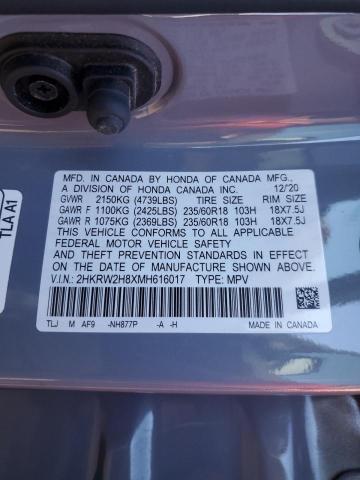 TLA A1
MFD. IN CANADA BY HONDA OF CANADA MFG.,
A DIVISION OF HONDA CANADA INC. 12/20
GVWR 2150KG (4739LBS) TIRE SIZE RIM SIZE
GAWR F 1100KG (2425LBS) 235/60R18 103H 18X7.5J
GAWR R 1075KG (2369LBS) 235/60R18 103H 18X7.5J
THIS VEHICLE CONFORMS TO ALL APPLICABLE
FEDERAL MOTOR VEHICLE SAFETY
AND THEFT PREVENTION STANDARDS IN EFFECT ON
THE DATE OF MANUFACTURE SHOWN ABOVE.
V.I.N.: 2HKRW2H8XMH616017 TYPE: MPV
TLJ M AF9 -NH877P -A -H MADE IN CANADA